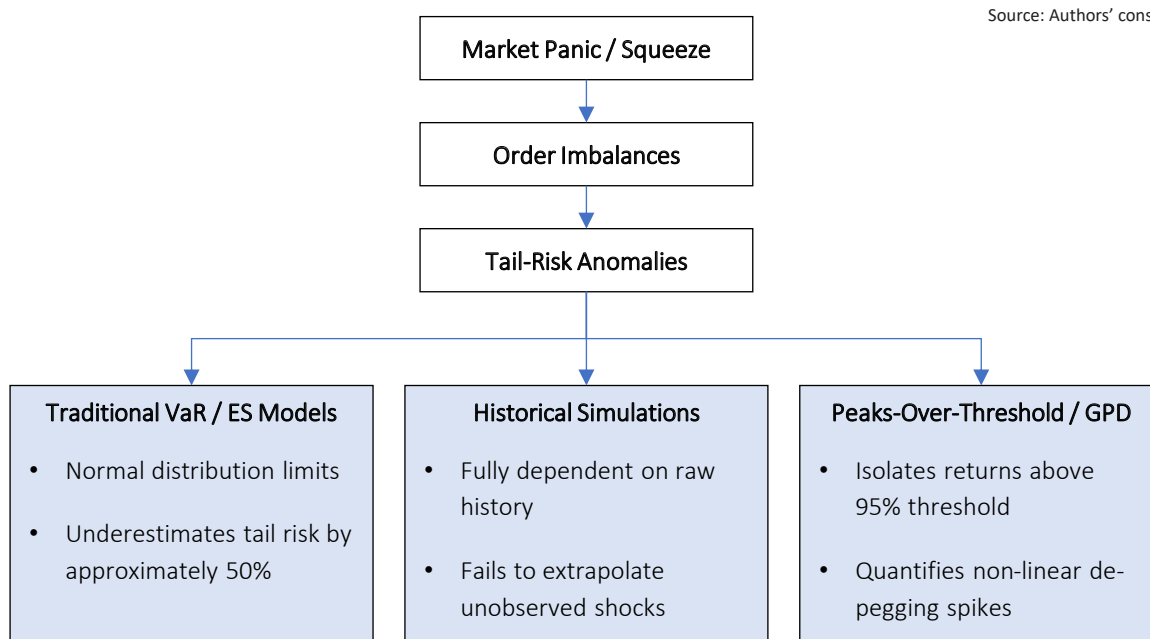 Source: Authors’ cons
Market Panic / Squeeze
Order Imbalances
Tail-Risk Anomalies
Traditional VaR / ES Models
• Normal distribution limits
• Underestimates tail risk by
approximately 50%
Historical Simulations
• Fully dependent on raw
history
• Fails to extrapolate
unobserved shocks
Peaks-Over-Threshold / GPD
• Isolates returns above
95% threshold
• Quantifies non-linear de-
pegging spikes